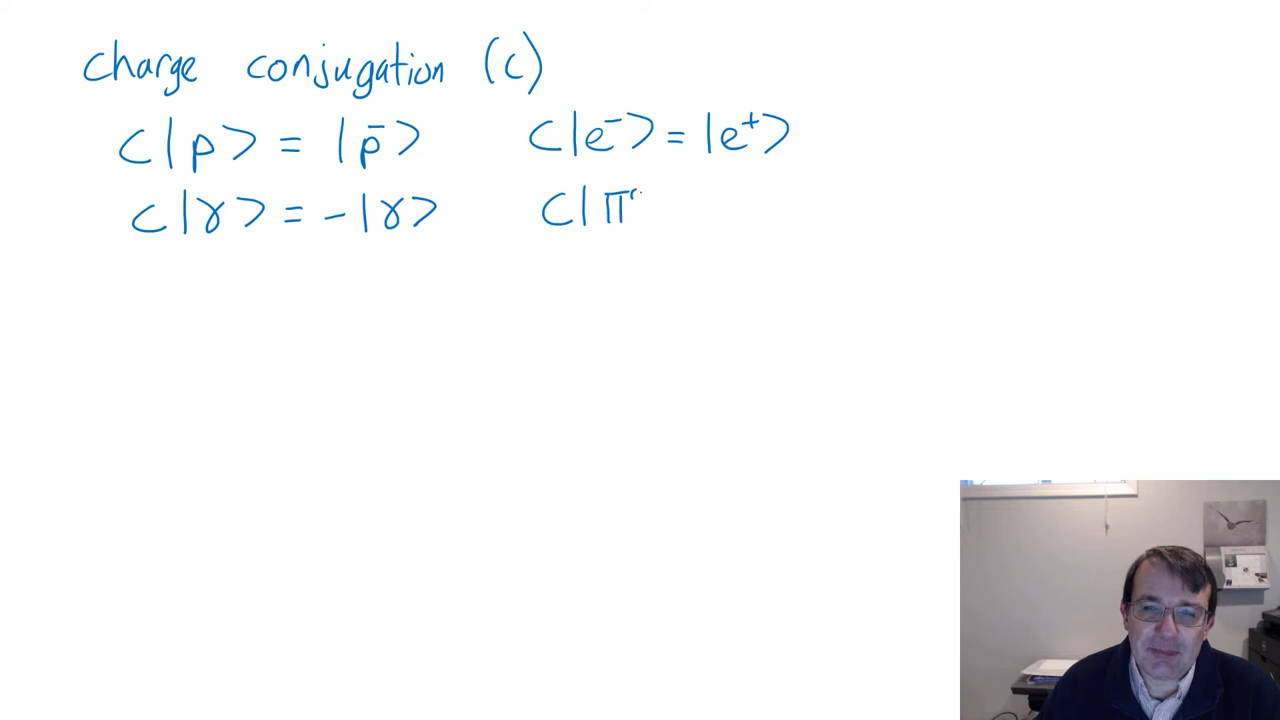 charge conjugation (C)
C|p> = |p̄> C|e⁻> = |e⁺>
C|γ> = -|γ> C|π